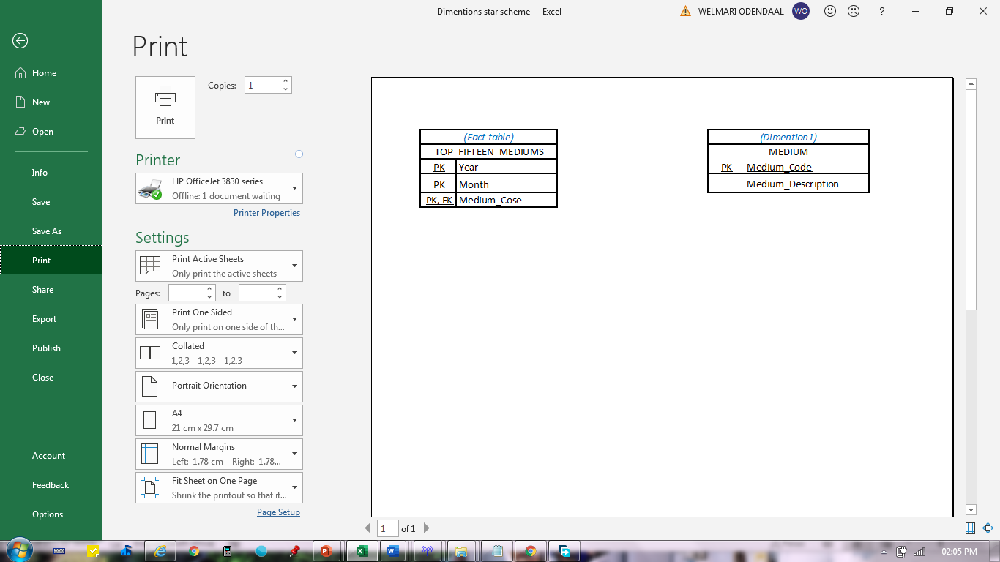 Dimentions star scheme - Excel
WELMARI ODENDAAL
WO
?
Print
Home
New
Open
Info
Save
Save As
Print
Share
Export
Publish
Close
Account
Feedback
Options
Print
Copies: 1
Printer
HP OfficeJet 3830 series
Offline: 1 document waiting
Printer Properties
Settings
Print Active Sheets
Only print the active sheets
Pages: to
Print One Sided
Only print on one side of th...
Collated
1,2,3 1,2,3 1,2,3
Portrait Orientation
A4
21 cm x 29.7 cm
Normal Margins
Left: 1.78 cm Right: 1.78...
Fit Sheet on One Page
Shrink the printout so that it...
Page Setup
(Fact table)
TOP_FIFTEEN_MEDIUMS
PK Year
PK Month
PK, FK Medium_Cose
(Dimention1)
MEDIUM
PK Medium_Code
Medium_Description
1 of 1
02:05 PM